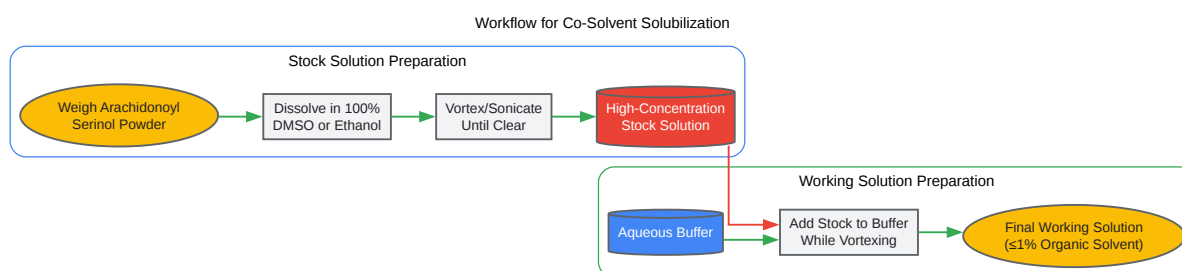 Workflow for Co-Solvent Solubilization
Stock Solution Preparation
Weigh Arachidonoyl
Serinol Powder
Dissolve in 100%
DMSO or Ethanol
Vortex/Sonicate
Until Clear
High-Concentration
Stock Solution
Working Solution Preparation
Aqueous Buffer
Add Stock to Buffer
While Vortexing
Final Working Solution
(≤1% Organic Solvent)